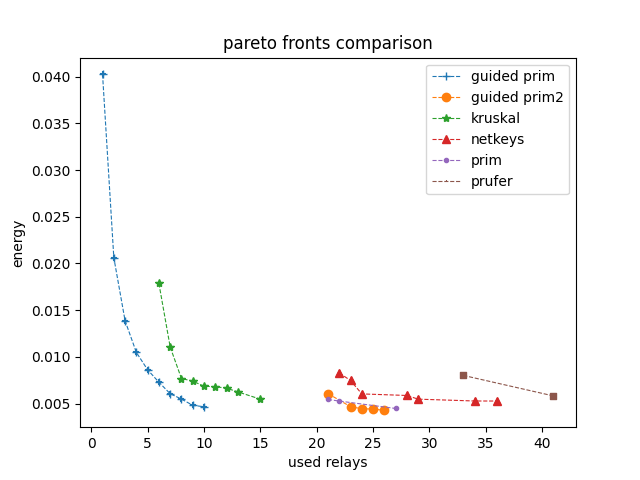 pareto fronts comparison
0.040
0.035
0.030
0.025
0.020
0.015
0.010
0.005
energy
guided prim
guided prim2
kruskal
netkeys
prim
prufer
0 5 10 15 20 25 30 35 40
used relays